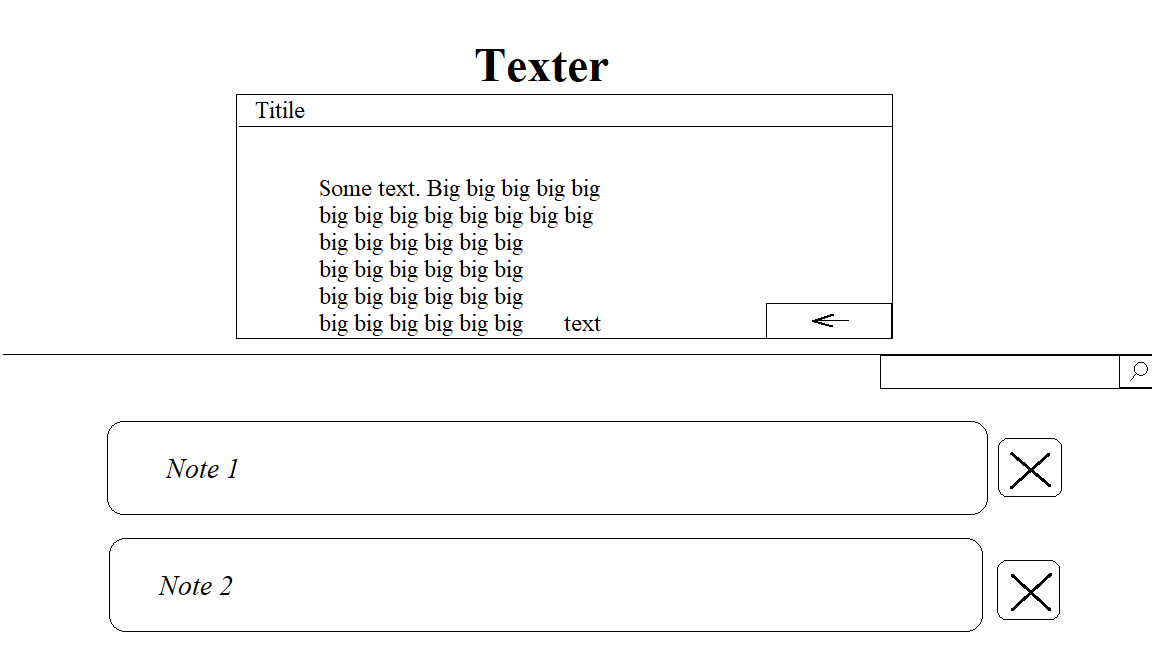 Texter
Titile
Some text. Big big big big big
big big big big big big big big
big big big big big big
big big big big big big
big big big big big big
big big big big big big text
Note 1
Note 2